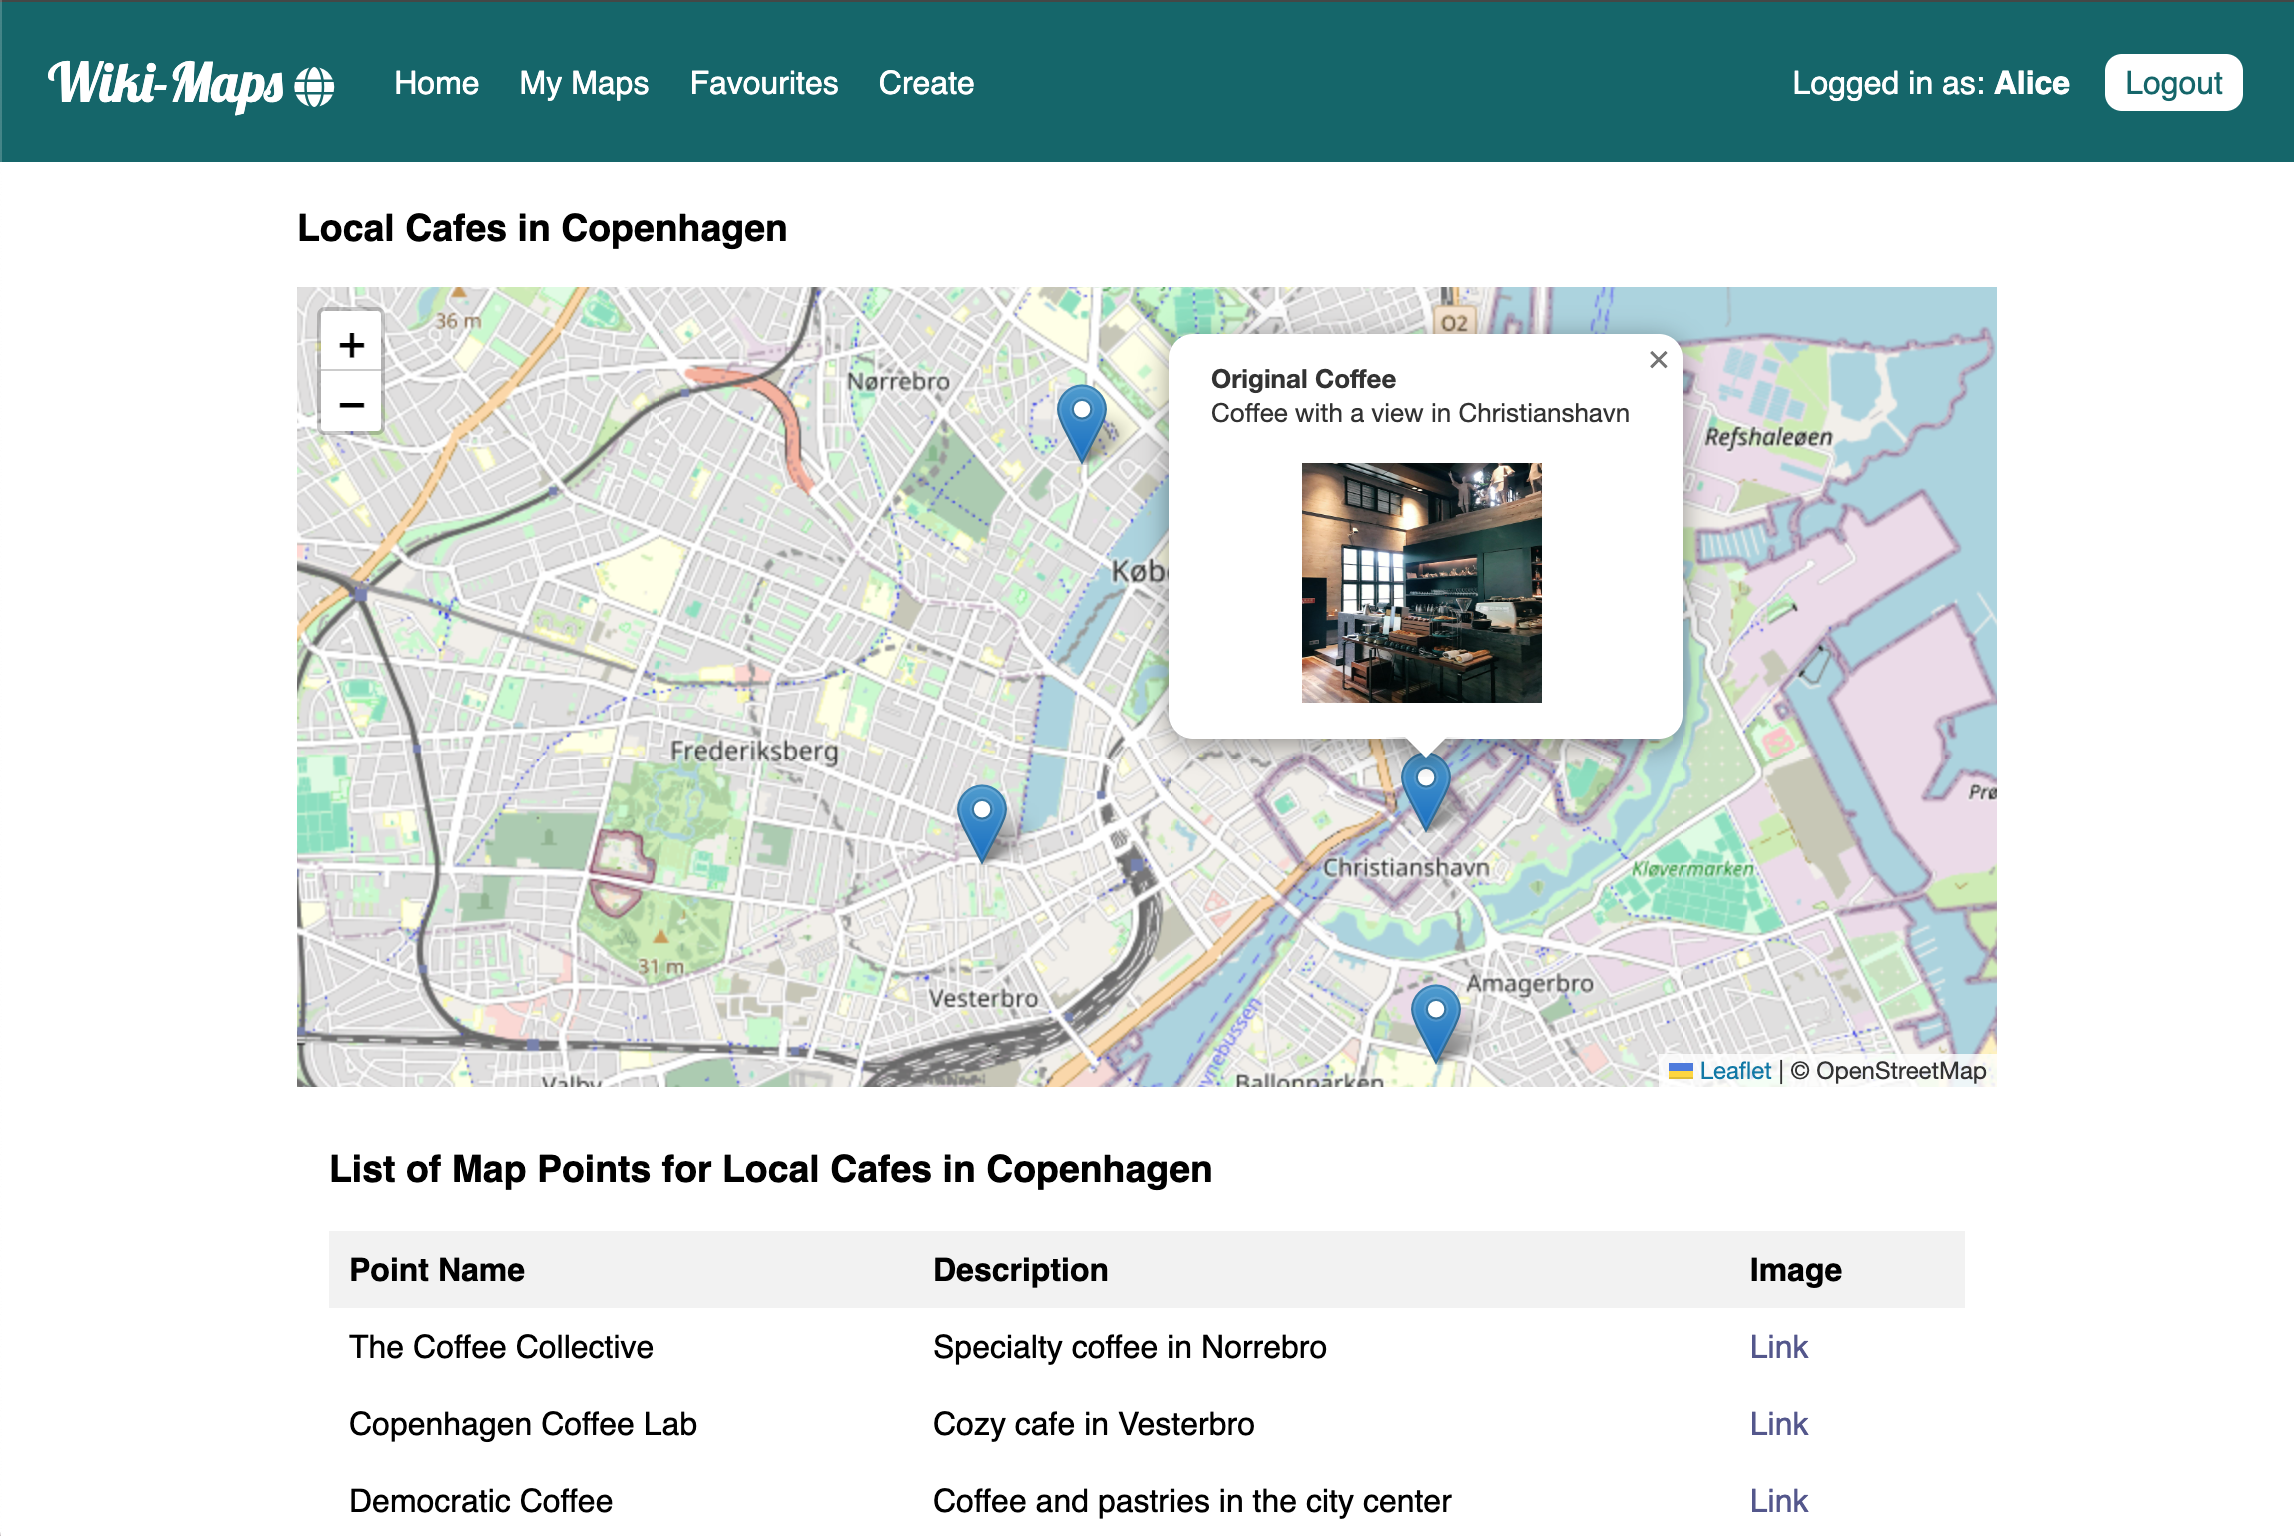 Wiki-Maps Home My Maps Favourites Create Logged in as: Alice Logout
Local Cafes in Copenhagen
+
−
36 m
O2
Nørrebro
×
Original Coffee
Coffee with a view in Christianshavn
Refshaleøen
Køb
Frederiksberg
Prø
Christianshavn
Kløvermarken
31 m
Amagerbro
Vesterbro
vnebussen
Valby
Ballonparken
Leaflet | © OpenStreetMap
List of Map Points for Local Cafes in Copenhagen
Point Name Description Image
The Coffee Collective Specialty coffee in Norrebro Link
Copenhagen Coffee Lab Cozy cafe in Vesterbro Link
Democratic Coffee Coffee and pastries in the city center Link